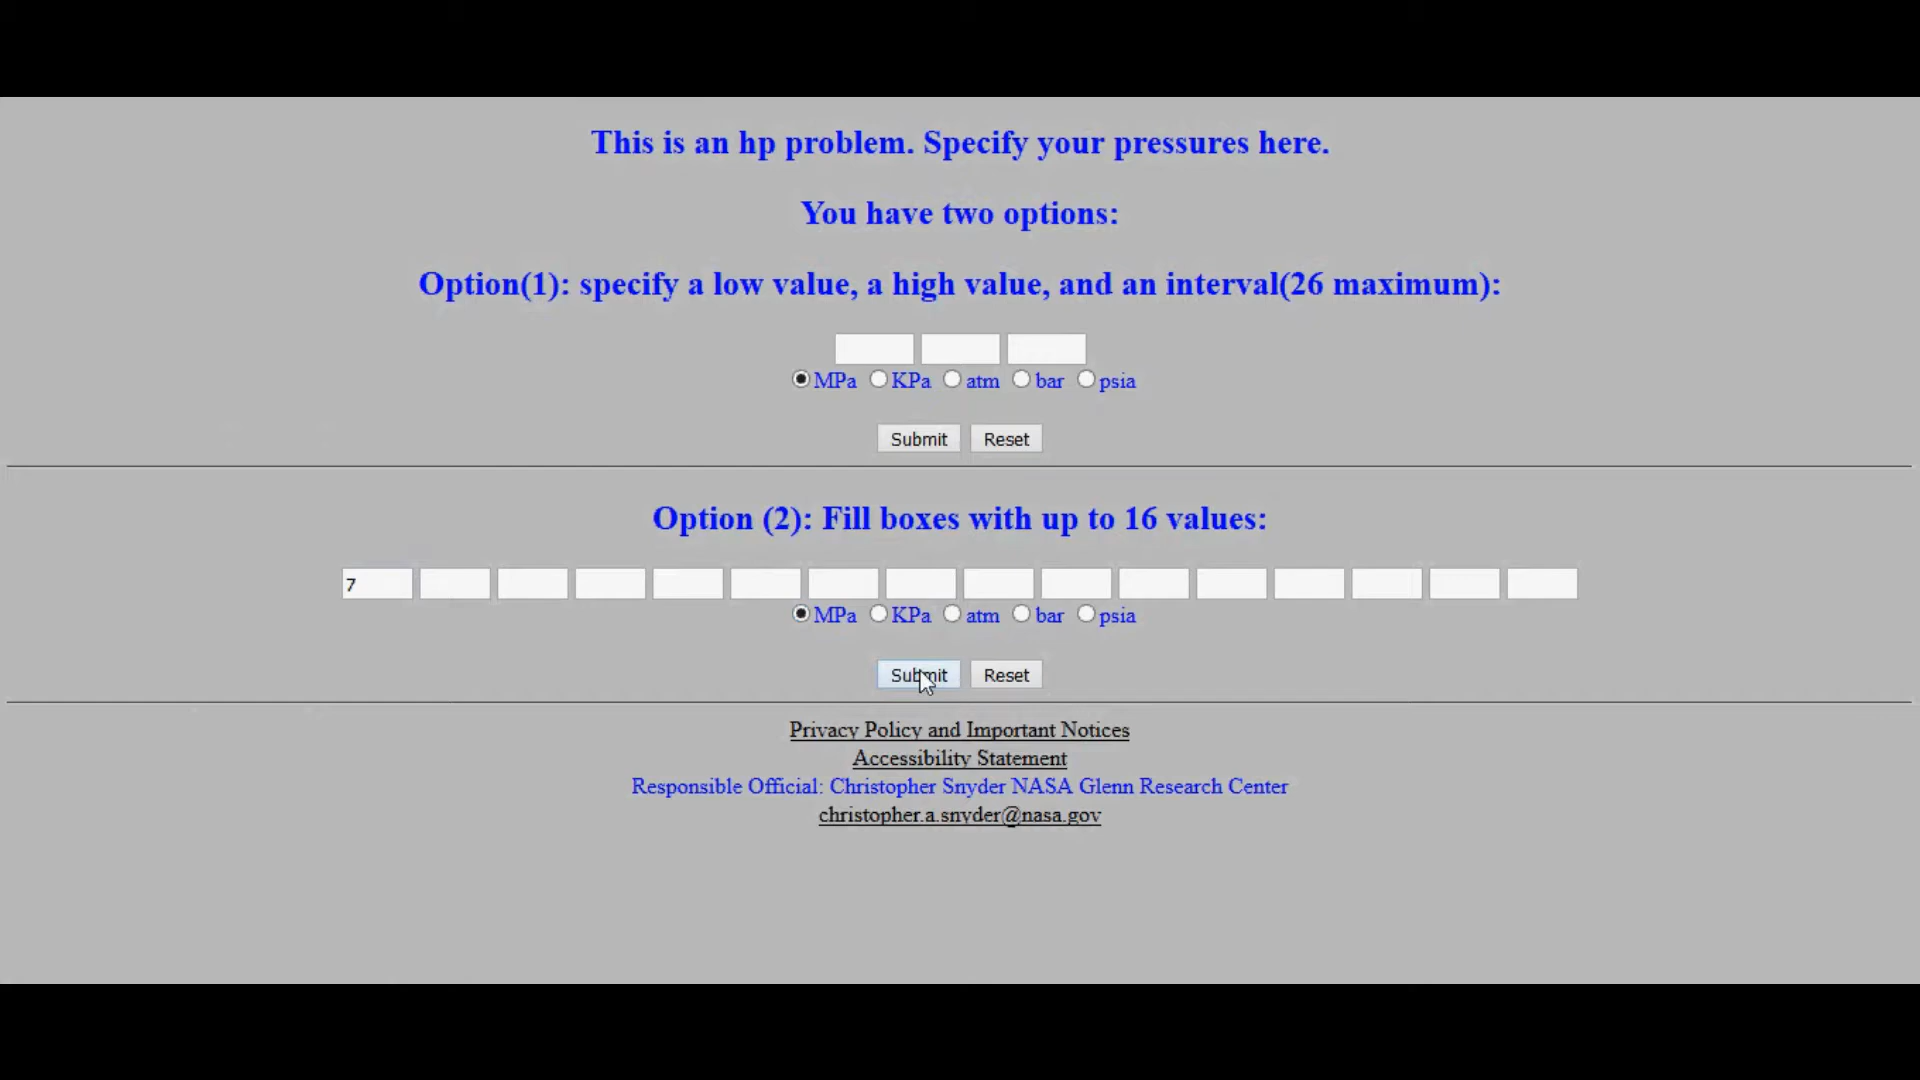 This is an hp problem. Specify your pressures here.
You have two options:
Option(1): specify a low value, a high value, and an interval(26 maximum):
MPa KPa atm bar psia
Submit Reset
Option (2): Fill boxes with up to 16 values:
7
MPa KPa atm bar psia
Submit Reset
Privacy Policy and Important Notices
Accessibility Statement
Responsible Official: Christopher Snyder NASA Glenn Research Center
christopher.a.snyder@nasa.gov